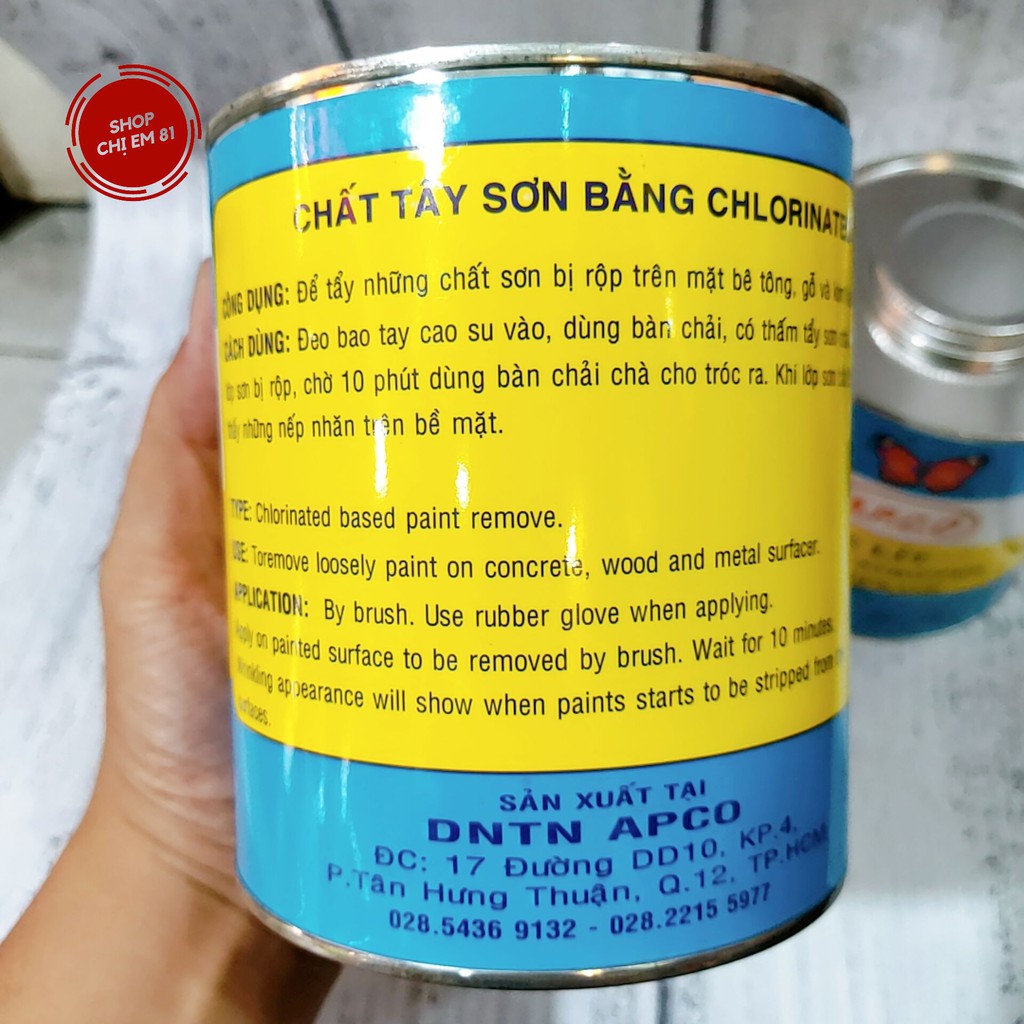 SHOP
CHỊ EM 81
CHẤT TẨY SƠN BẰNG CHLORINATE
CÔNG DỤNG: Để tẩy những chất sơn bị rộp trên mặt bê tông, gỗ và kim
CÁCH DÙNG: Đeo bao tay cao su vào, dùng bàn chải, có thấm tẩy sơn
lớp sơn bị rộp, chờ 10 phút dùng bàn chải chà cho tróc ra. Khi lớp sơn
thấy những nếp nhăn trên bề mặt.
TYPE: Chlorinated based paint remove.
USE: Toremove loosely paint on concrete, wood and metal surfacer.
APPLICATION: By brush. Use rubber glove when applying.
Apply on painted surface to be removed by brush. Wait for 10 minutes.
Wrinkling appearance will show when paints starts to be stripped from
surfaces.
SẢN XUẤT TẠI
DNTN APCO
ĐC: 17 Đường DD10, KP.4,
P.Tân Hưng Thuận, Q.12, TP.HCM
028.5436 9132 - 028.2215 5977